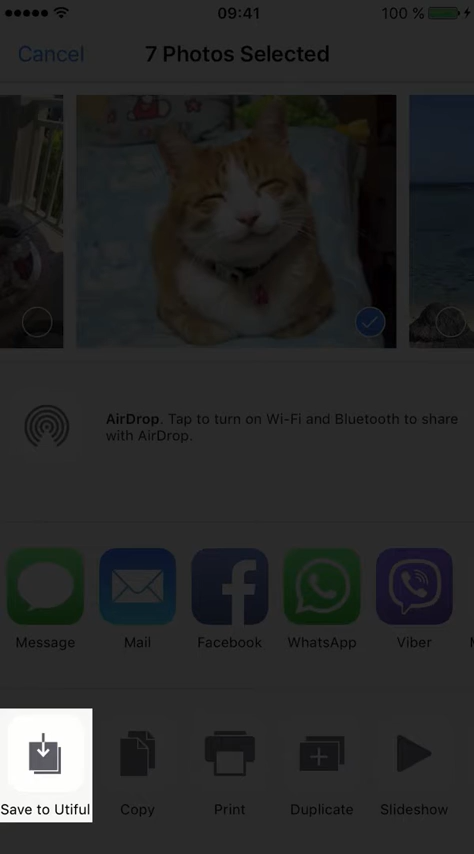 09:41
100 %
Cancel
7 Photos Selected
AirDrop. Tap to turn on Wi-Fi and Bluetooth to share
with AirDrop.
Message
Mail
Facebook
WhatsApp
Viber
Save to Utiful
Copy
Print
Duplicate
Slideshow